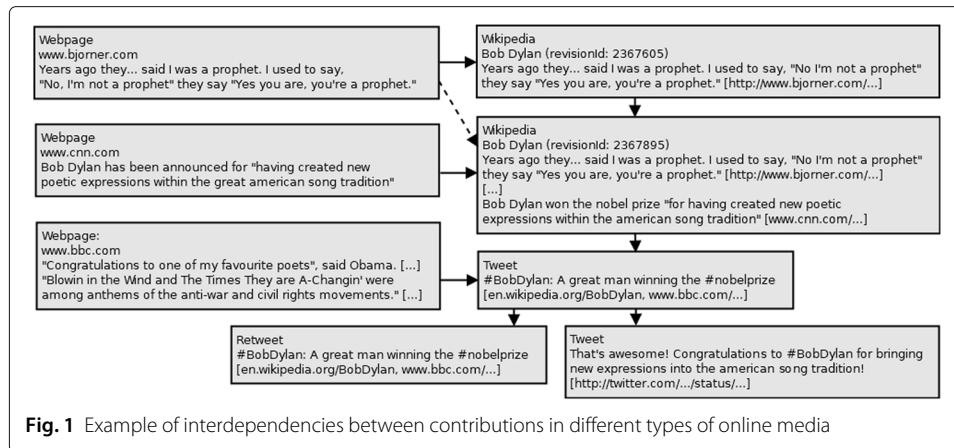 Webpage
www.bjorner.com
Years ago they... said I was a prophet. I used to say,
"No, I'm not a prophet" they say "Yes you are, you're a prophet."
Wikipedia
Bob Dylan (revisionId: 2367605)
Years ago they... said I was a prophet. I used to say, "No I'm not a prophet"
they say "Yes you are, you're a prophet." [http://www.bjorner.com/...]
Webpage
www.cnn.com
Bob Dylan has been announced for "having created new
poetic expressions within the great american song tradition"
Wikipedia
Bob Dylan (revisionId: 2367895)
Years ago they... said I was a prophet. I used to say, "No I'm not a prophet"
they say "Yes you are, you're a prophet." [http://www.bjorner.com/...]
[...]
Bob Dylan won the nobel prize "for having created new poetic
expressions within the american song tradition" [www.cnn.com/...]
Webpage:
www.bbc.com
"Congratulations to one of my favourite poets", said Obama. [...]
"Blowin in the Wind and The Times They are A-Changin' were
among anthems of the anti-war and civil rights movements." [...]
Tweet
#BobDylan: A great man winning the #nobelprize
[en.wikipedia.org/BobDylan, www.bbc.com/...]
Retweet
#BobDylan: A great man winning the #nobelprize
[en.wikipedia.org/BobDylan, www.bbc.com/...]
Tweet
That's awesome! Congratulations to #BobDylan for bringing
new expressions into the american song tradition!
[http://twitter.com/.../status/...]
Fig. 1 Example of interdependencies between contributions in different types of online media